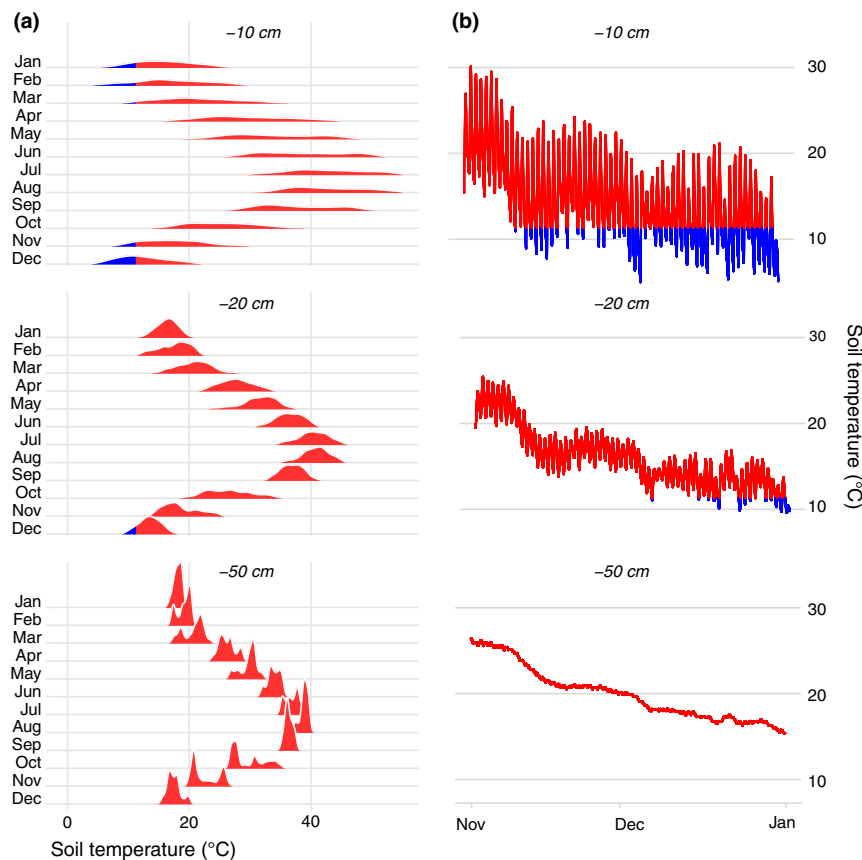 (a)
−10 cm
Jan
Feb
Mar
Apr
May
Jun
Jul
Aug
Sep
Oct
Nov
Dec
−20 cm
Jan
Feb
Mar
Apr
May
Jun
Jul
Aug
Sep
Oct
Nov
Dec
−50 cm
Jan
Feb
Mar
Apr
May
Jun
Jul
Aug
Sep
Oct
Nov
Dec
0 20 40
Soil temperature (°C)
(b)
−10 cm
30
20
10
−20 cm
30
20
10
−50 cm
30
20
10
Nov Dec Jan
Soil temperature (°C)